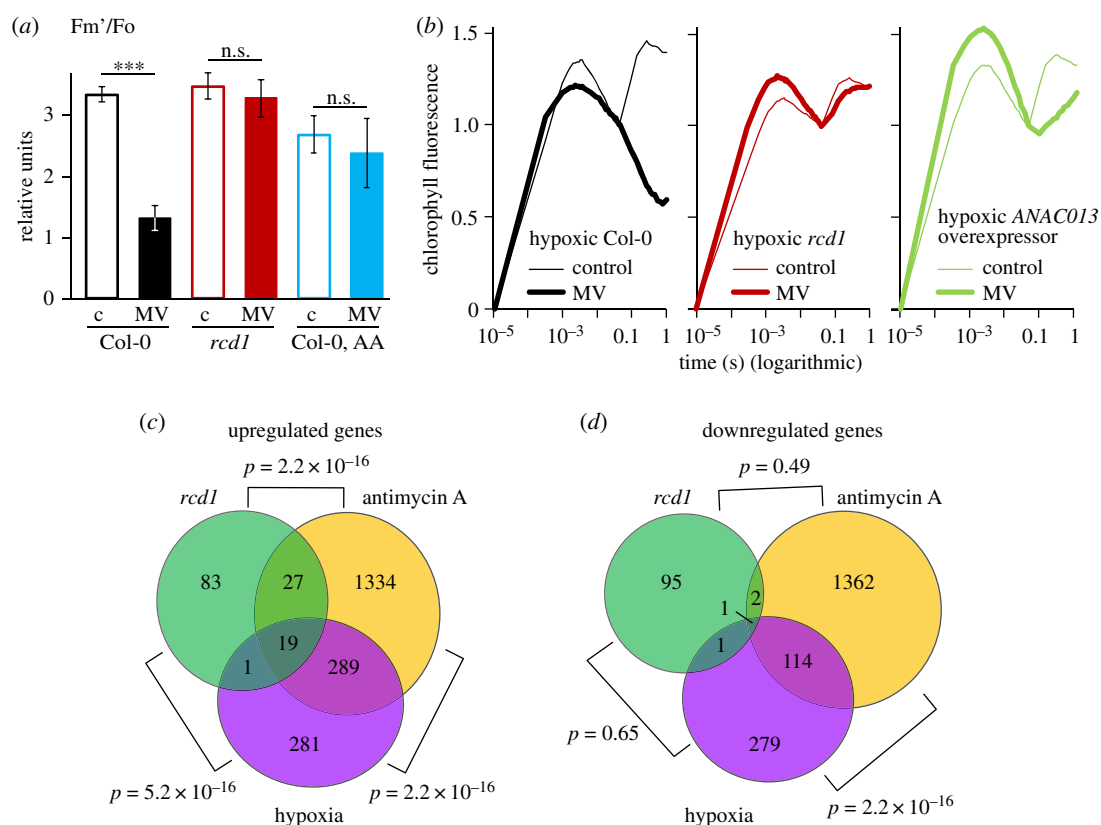 (a)
Fm’/Fo
relative units
3
2
1
0
***
n.s.
n.s.
c
MV
c
MV
c
MV
Col-0
rcd1
Col-0, AA
(b)
chlorophyll fluorescence
1.5
1.0
0.5
0
hypoxic Col-0
control
MV
hypoxic rcd1
control
MV
hypoxic ANAC013
overexpressor
control
MV
10⁻⁵
10⁻³
0.1
1
10⁻⁵
10⁻³
0.1
1
10⁻⁵
10⁻³
0.1
1
time (s) (logarithmic)
(c)
upregulated genes
p = 2.2 × 10⁻¹⁶
rcd1
antimycin A
83
27
1334
19
1
289
281
p = 5.2 × 10⁻¹⁶
p = 2.2 × 10⁻¹⁶
hypoxia
(d)
downregulated genes
p = 0.49
rcd1
antimycin A
95
2
1362
1
1
114
279
p = 0.65
p = 2.2 × 10⁻¹⁶
hypoxia